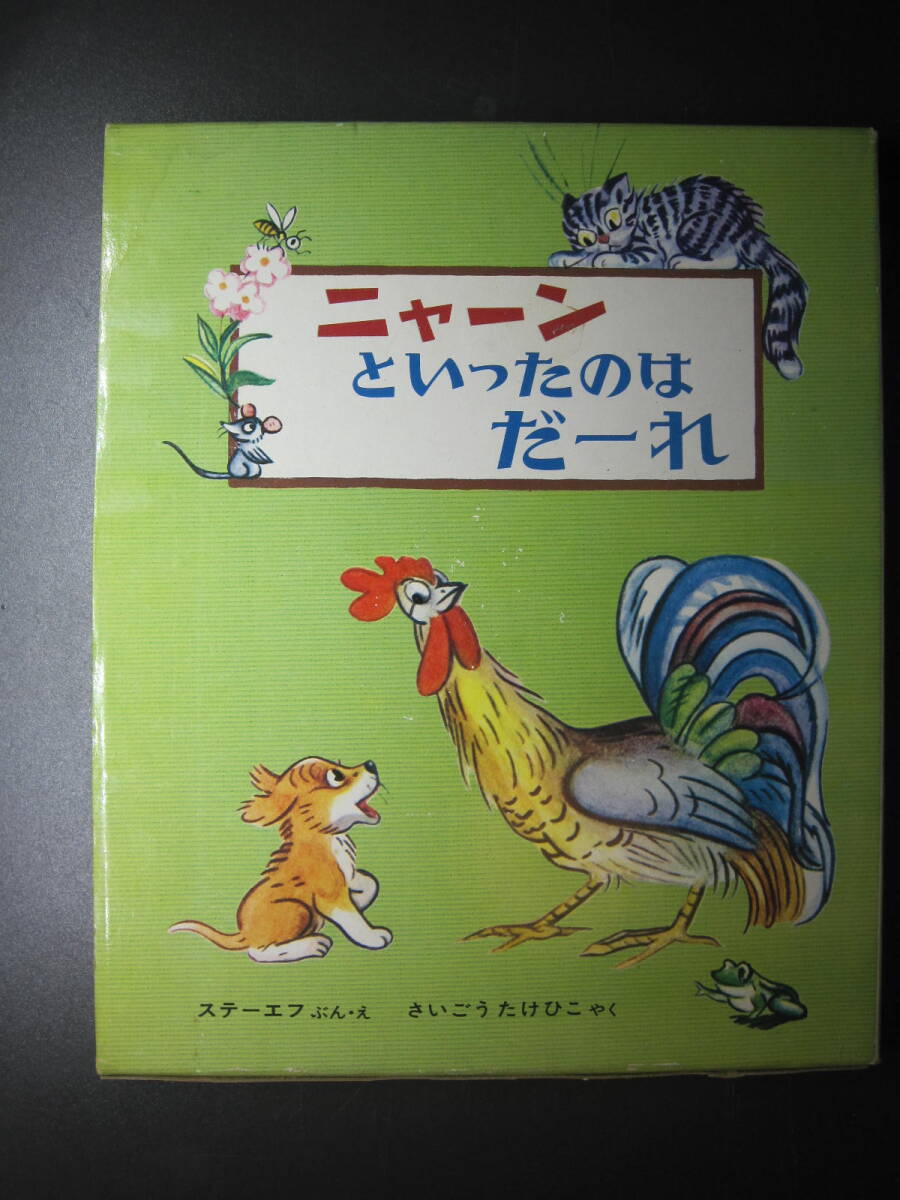 ニャーン
といったのは
だーれ
ステーエフ ぶん・え　さいごう たけひこ やく